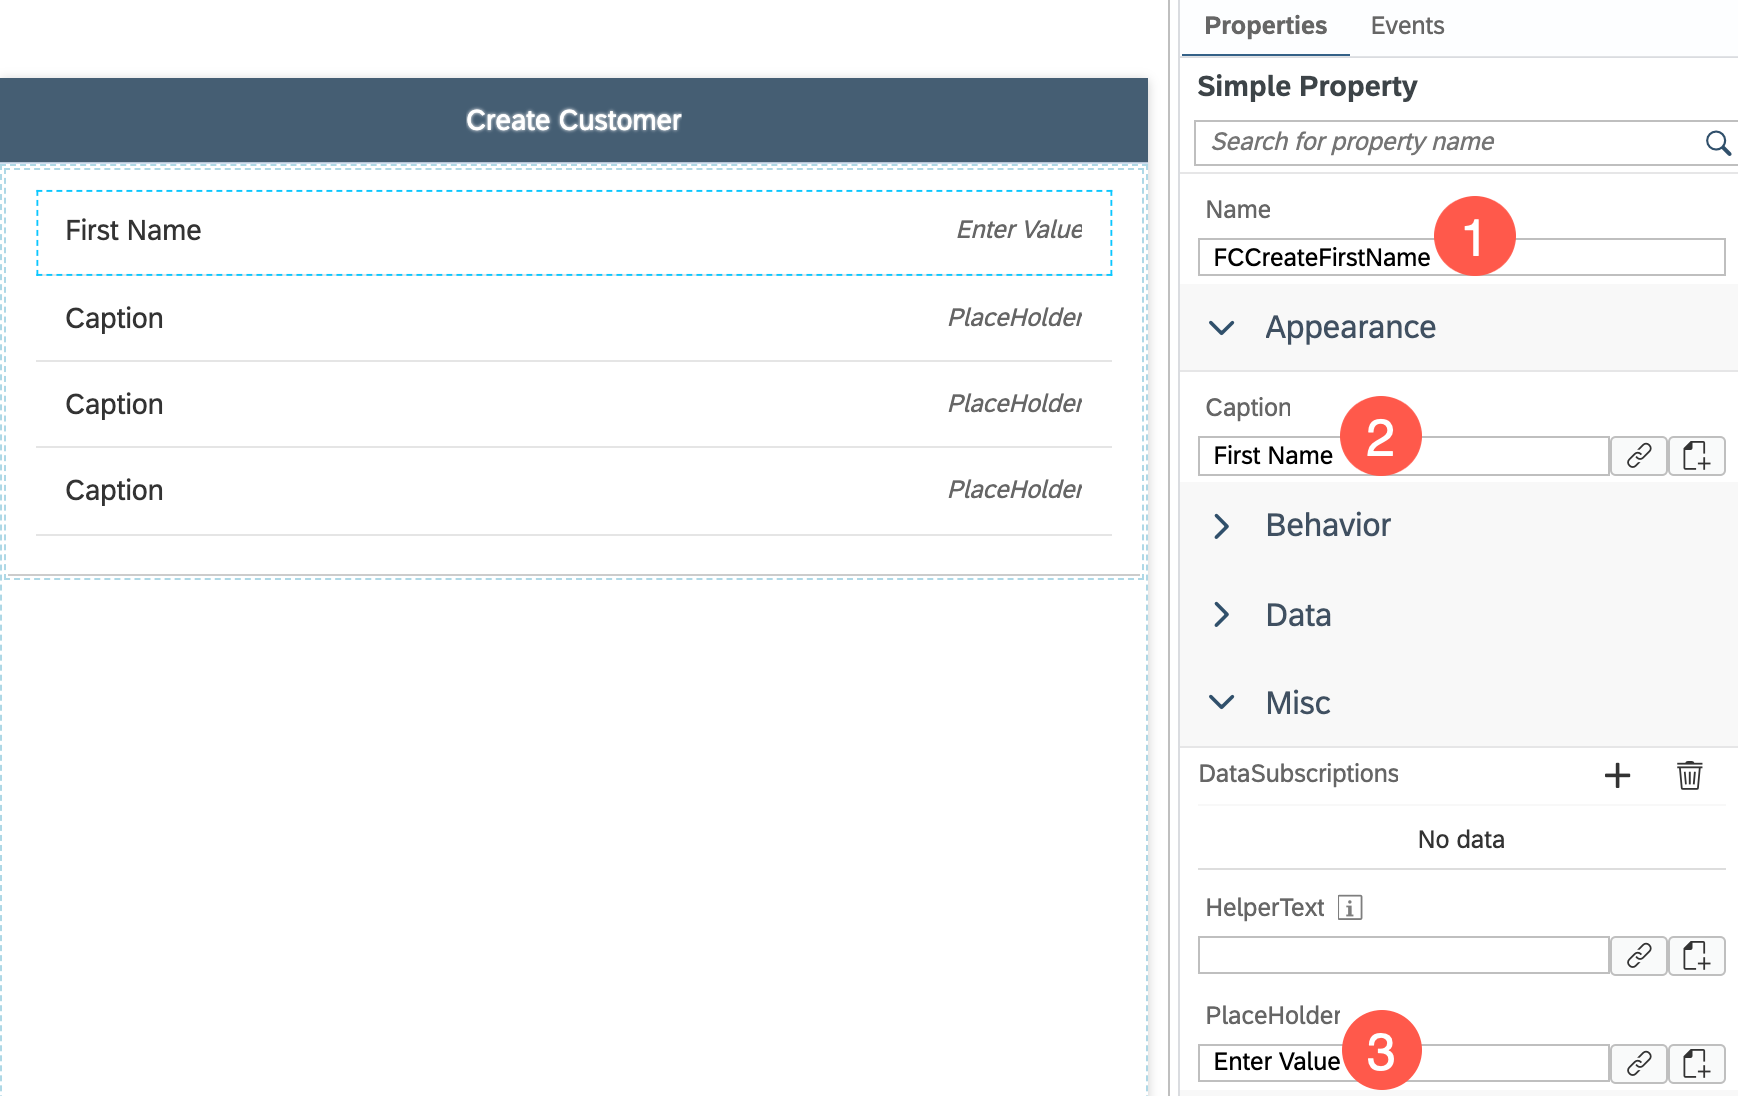 Create Customer
First Name Enter Value
Caption PlaceHolder
Caption PlaceHolder
Caption PlaceHolder
Properties Events
Simple Property
Search for property name
Name
FCCreateFirstName
1
Appearance
Caption
First Name
2
Behavior
Data
Misc
DataSubscriptions
No data
HelperText
PlaceHolder
Enter Value
3